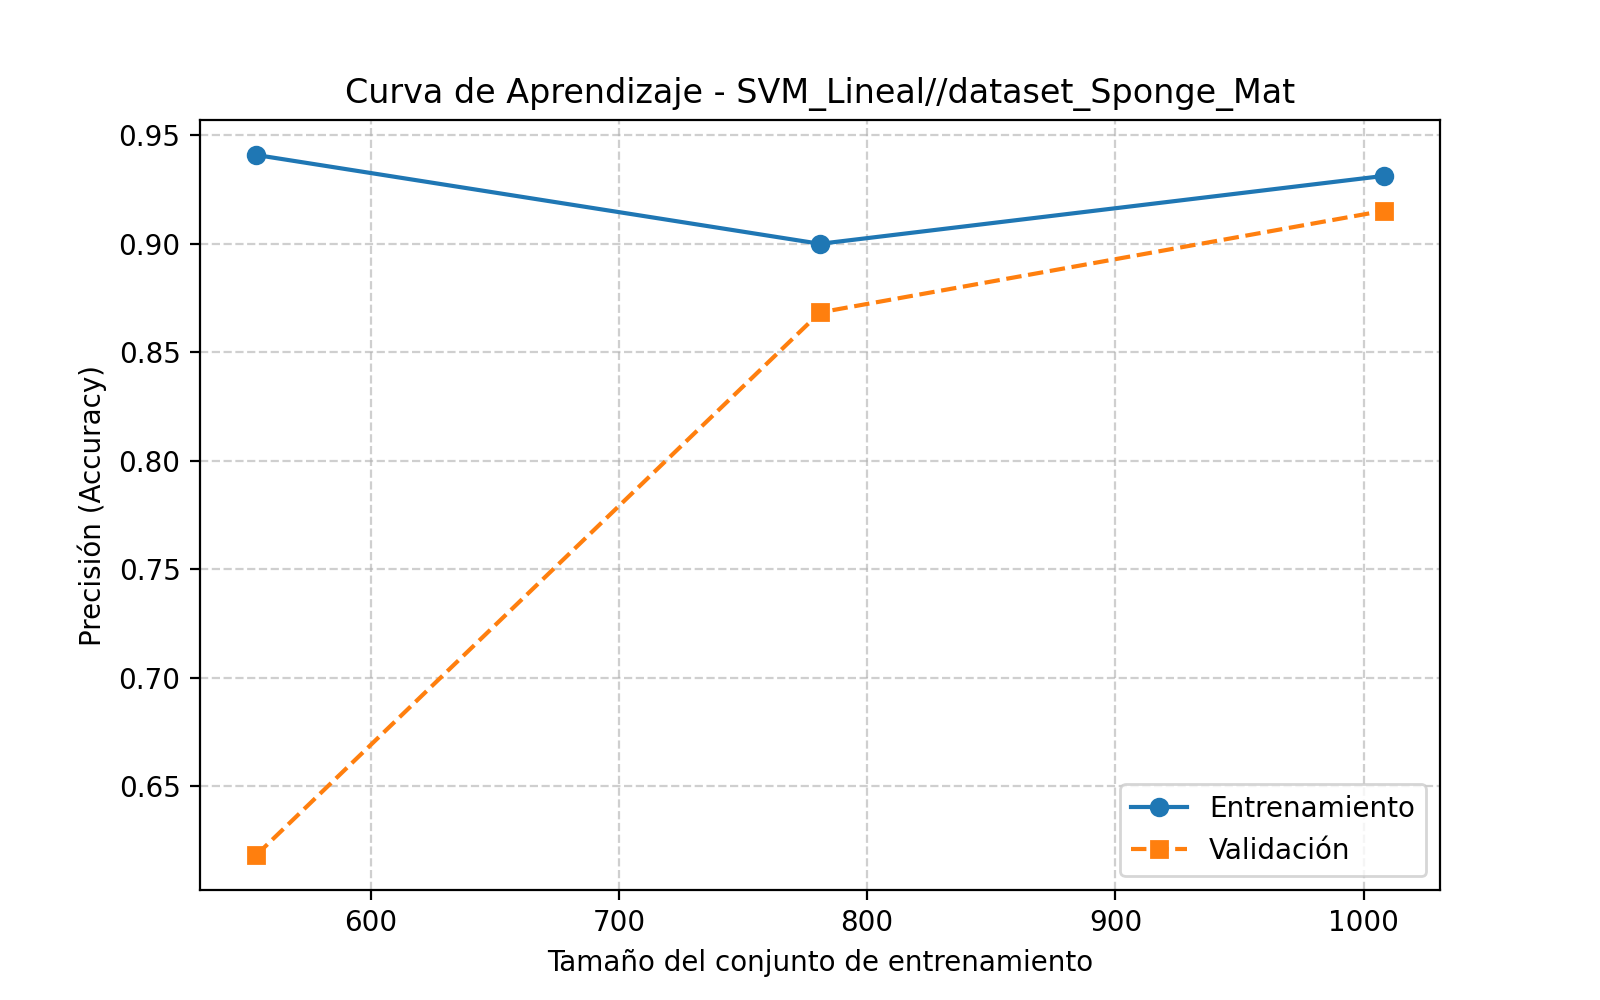 Curva de Aprendizaje - SVM_Lineal//dataset_Sponge_Mat
0.95
0.90
0.85
0.80
0.75
0.70
0.65
Precisión (Accuracy)
Entrenamiento
Validación
600 700 800 900 1000
Tamaño del conjunto de entrenamiento